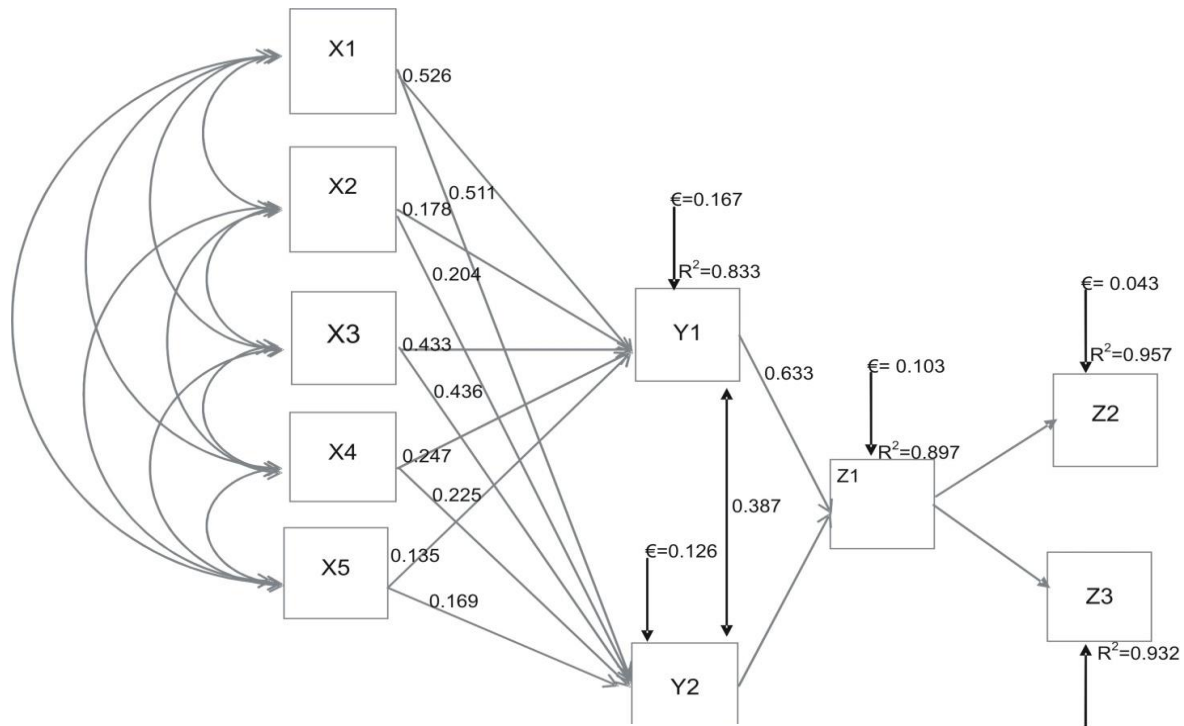 X1
0.526
X2
0.511
0.178
€=0.167
0.204
R²=0.833
€= 0.043
X3
0.433
Y1
R²=0.957
0.436
0.633
€= 0.103
Z2
X4
0.247
R²=0.897
Z1
0.225
0.387
X5
0.135
€=0.126
0.169
Z3
R²=0.932
Y2